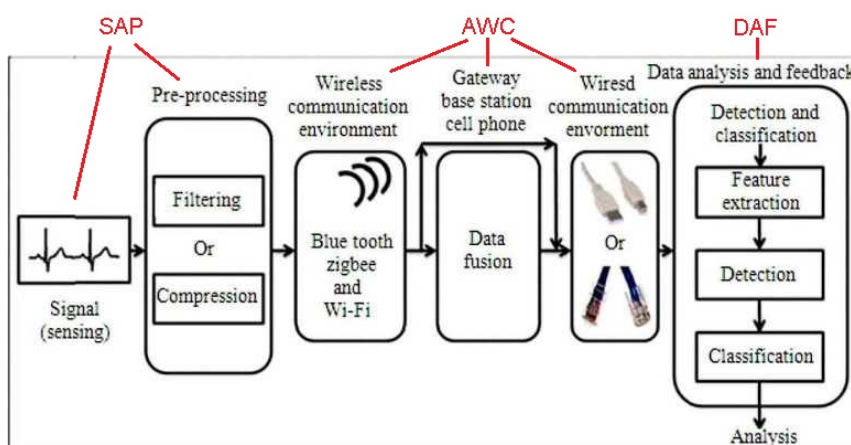 SAP
AWC
DAF
Pre-processing
Wireless
communication
environment
Gateway
base station
cell phone
Wiresd
communication
envorment
Data analysis and feedback
Signal
(sensing)
Filtering
Or
Compression
Blue tooth
zigbee
and
Wi-Fi
Data
fusion
Or
Detection and
classification
Feature
extraction
Detection
Classification
Analysis